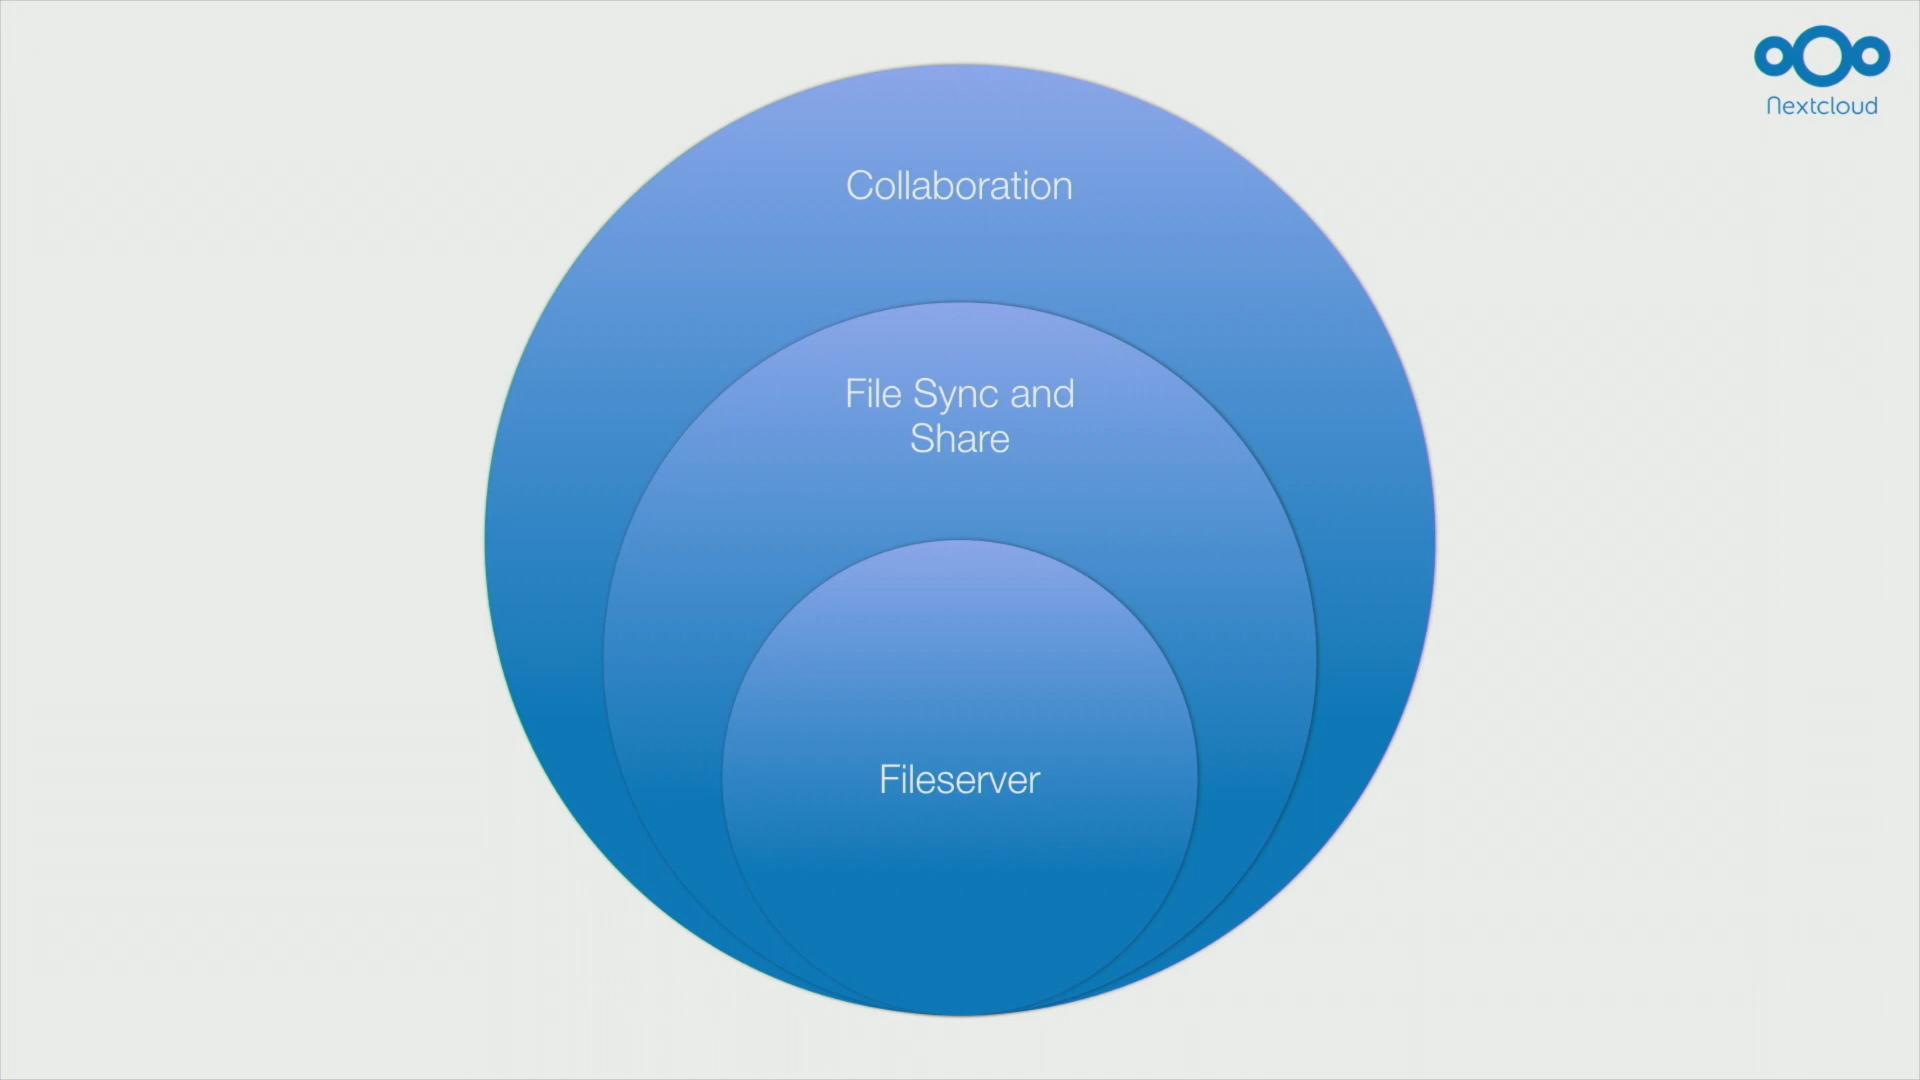 Nextcloud
Collaboration
File Sync and
Share
Fileserver